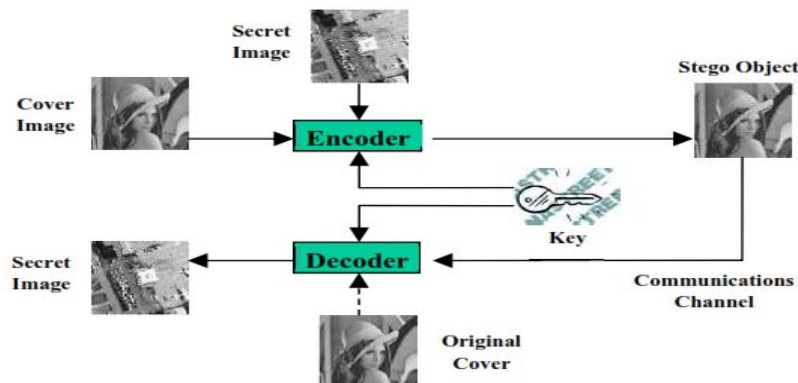 Secret
Image
Stego Object
Cover
Image
Encoder
Key
Secret
Image
Decoder
Communications
Channel
Original
Cover